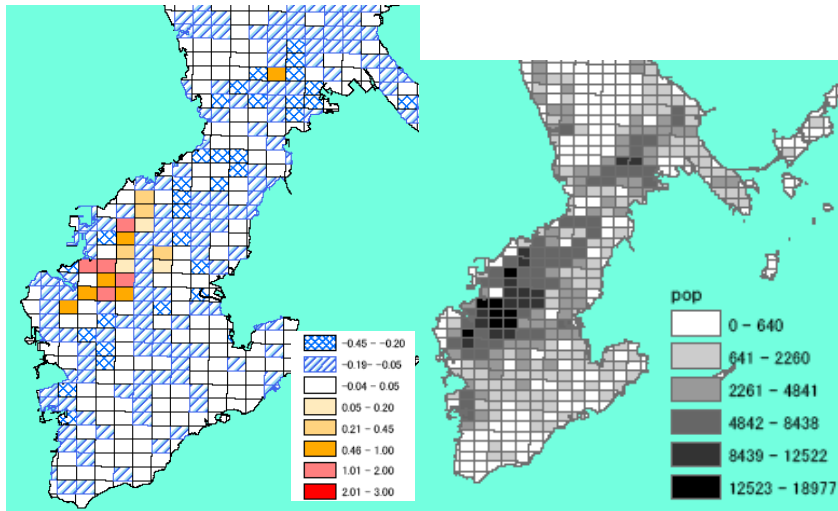 -0.45 - -0.20
-0.19 - -0.05
-0.04 - 0.05
0.05 - 0.20
0.21 - 0.45
0.46 - 1.00
1.01 - 2.00
2.01 - 3.00
pop
0 - 640
641 - 2260
2261 - 4841
4842 - 8438
8439 - 12522
12523 - 18977